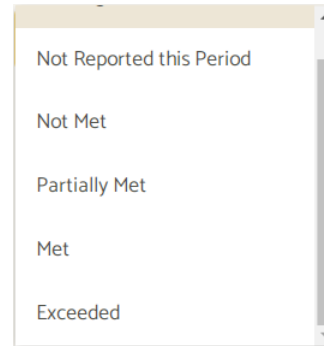 Not Reported this Period
Not Met
Partially Met
Met
Exceeded